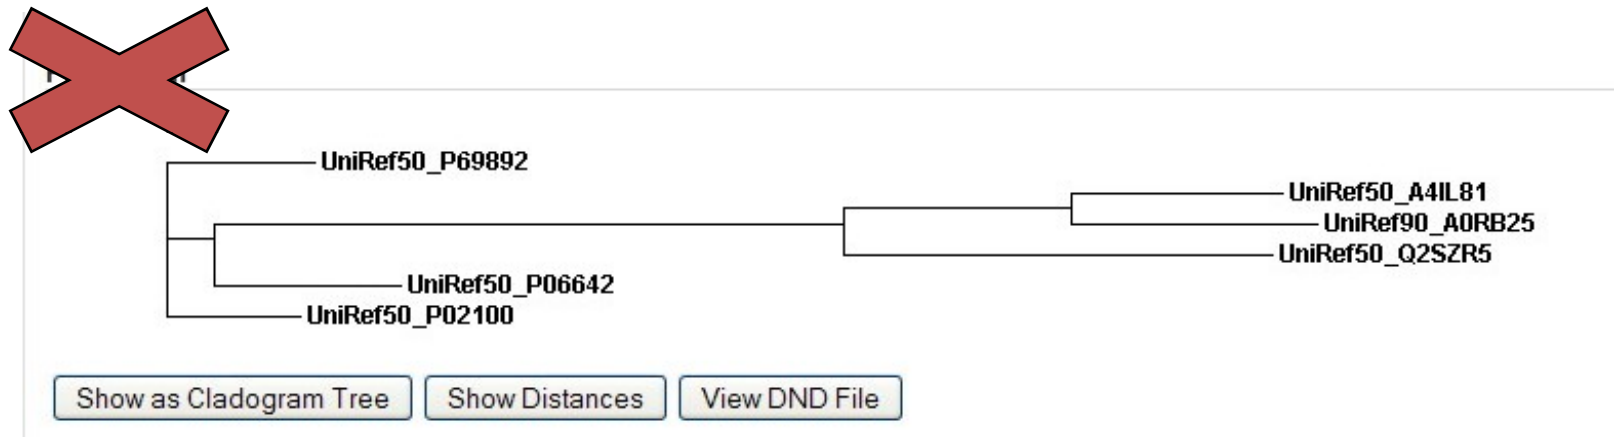 UniRef50_P69892
UniRef50_A4IL81
UniRef90_A0RB25
UniRef50_Q2SZR5
UniRef50_P06642
UniRef50_P02100
Show as Cladogram Tree
Show Distances
View DND File